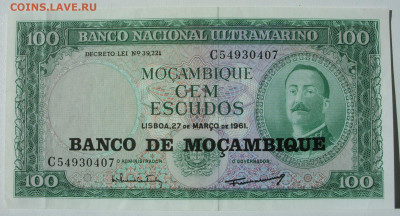 COINS.LAVE.RU
100 BANCO NACIONAL ULTRAMARINO 100
DECRETO-LEI Nº 39,221 C54930407
MOÇAMBIQUE
CEM
ESCUDOS
LISBOA, 27 DE MARÇO DE 1961.
BANCO DE MOÇAMBIQUE
C54930407 O ADMINISTRADOR O GOVERNADOR
100 100